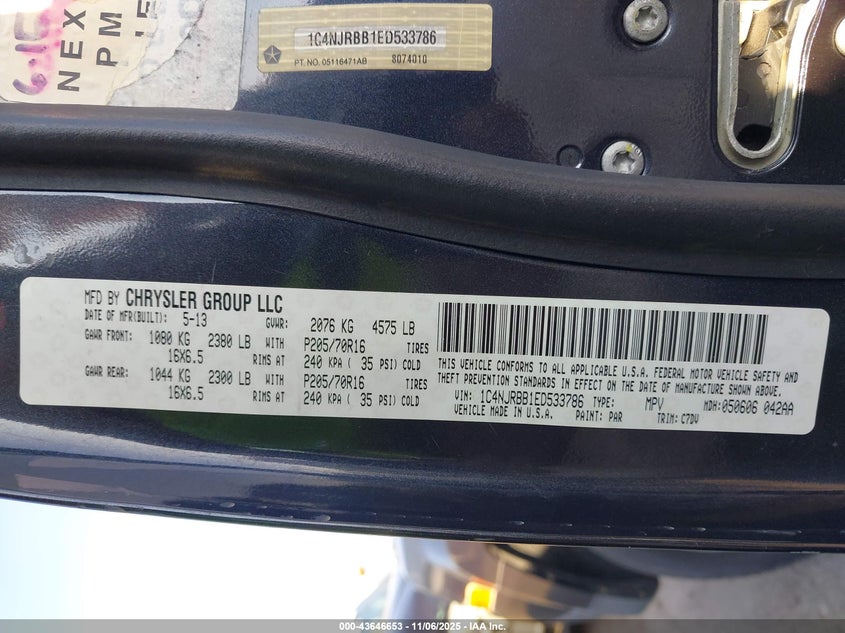 6-15
NEX
PM
1C4NJRBB1ED533786
PT. NO. 05116471AB 8074010
MFD BY CHRYSLER GROUP LLC
DATE OF MFR(BUILT): 5-13 GVWR: 2076 KG 4575 LB
GAWR FRONT: 1080 KG 2380 LB WITH P205/70R16 TIRES
16X6.5 RIMS AT 240 KPA ( 35 PSI) COLD
GAWR REAR: 1044 KG 2300 LB WITH P205/70R16 TIRES
16X6.5 RIMS AT 240 KPA ( 35 PSI) COLD
THIS VEHICLE CONFORMS TO ALL APPLICABLE U.S.A. FEDERAL MOTOR VEHICLE SAFETY AND
THEFT PREVENTION STANDARDS IN EFFECT ON THE DATE OF MANUFACTURE SHOWN ABOVE.
VIN: 1C4NJRBB1ED533786 TYPE: MPV MDH:050606 042AA
VEHICLE MADE IN U.S.A. PAINT: PAR TRIM: C7DV
000-43646653 - 11/06/2025 - IAA, Inc.